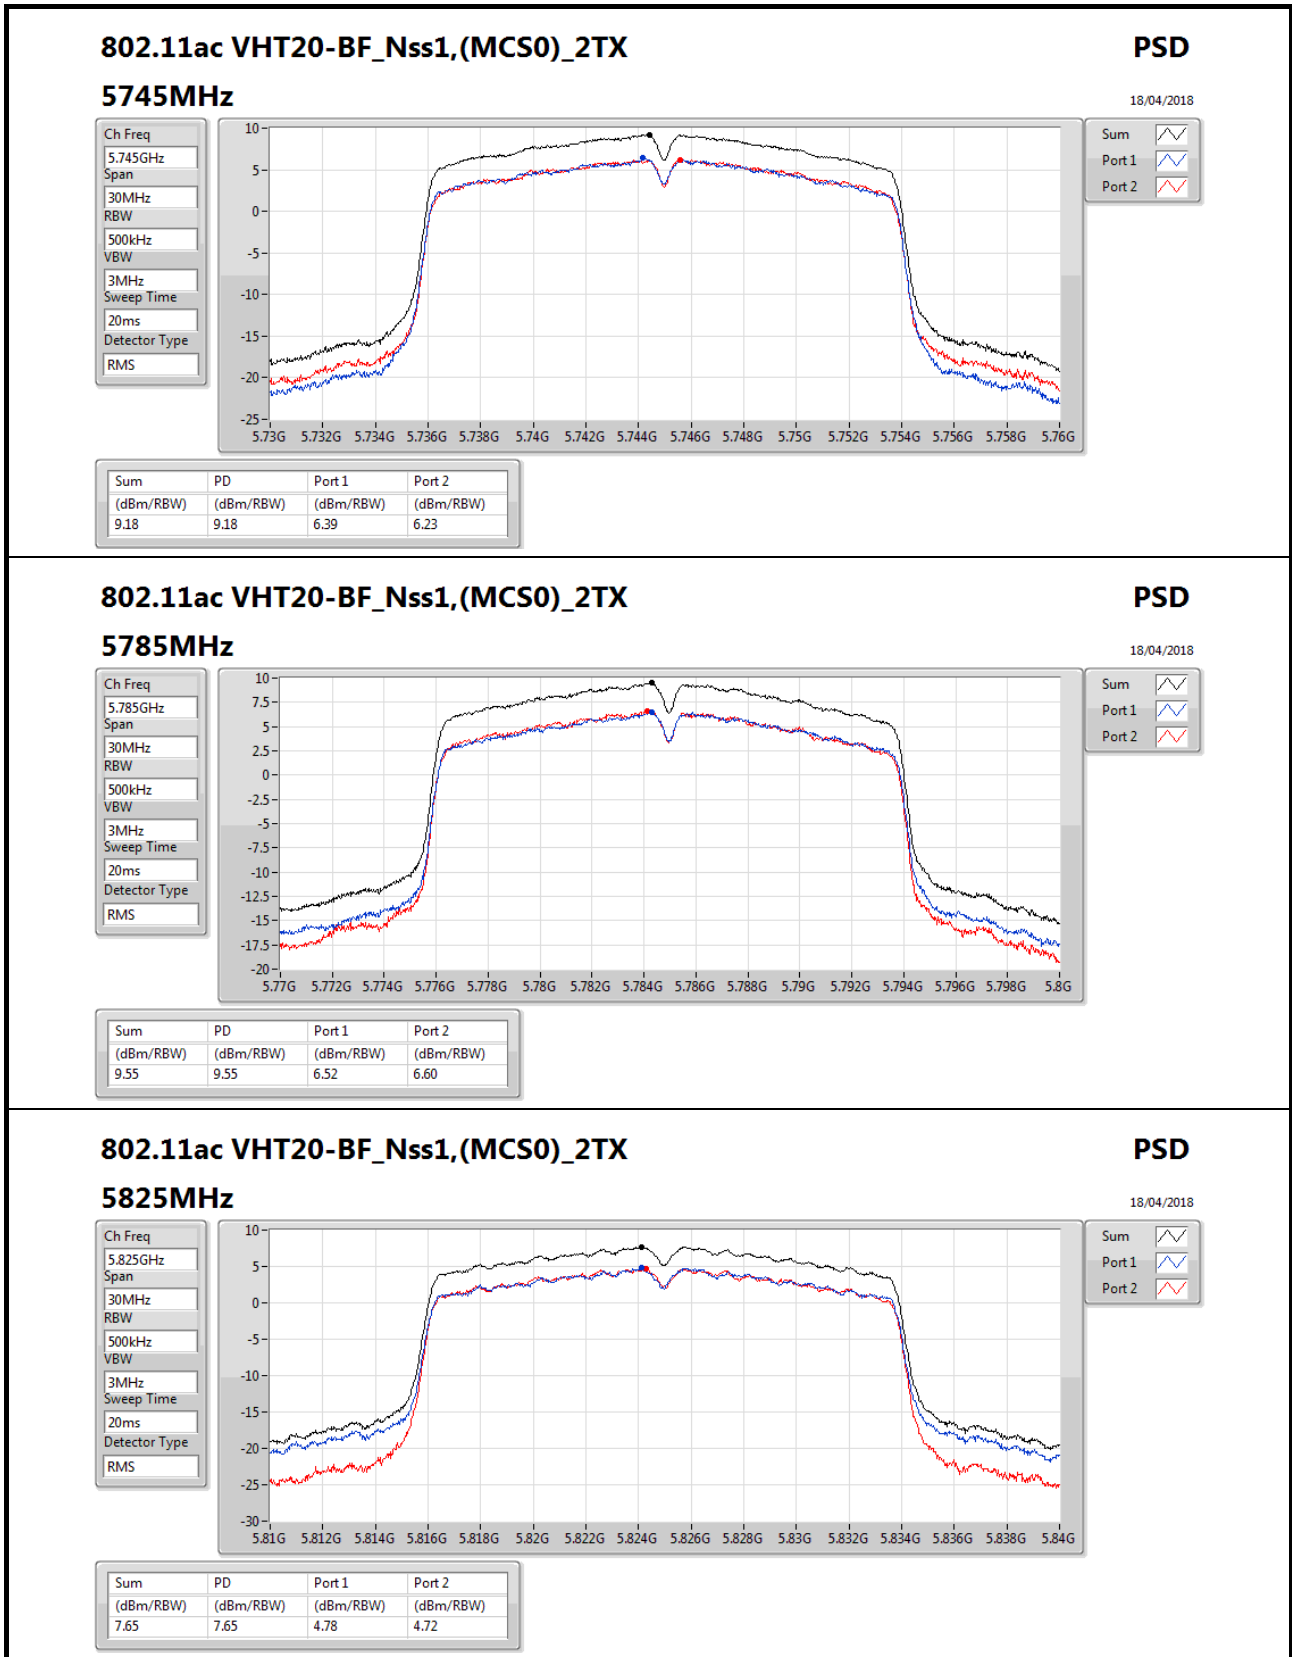 802.11ac VHT20-BF_Nss1,(MCS0)_2TX PSD
5745MHz 18/04/2018
Ch Freq
5.745GHz
Span
30MHz
RBW
500kHz
VBW
3MHz
Sweep Time
20ms
Detector Type
RMS
10
5
0
-5
-10
-15
-20
-25
5.73G 5.732G 5.734G 5.736G 5.738G 5.74G 5.742G 5.744G 5.746G 5.748G 5.75G 5.752G 5.754G 5.756G 5.758G 5.76G
Sum
Port 1
Port 2
Sum PD Port 1 Port 2
(dBm/RBW) (dBm/RBW) (dBm/RBW) (dBm/RBW)
9.18 9.18 6.39 6.23
802.11ac VHT20-BF_Nss1,(MCS0)_2TX PSD
5785MHz 18/04/2018
Ch Freq
5.785GHz
Span
30MHz
RBW
500kHz
VBW
3MHz
Sweep Time
20ms
Detector Type
RMS
10
7.5
5
2.5
0
-2.5
-5
-7.5
-10
-12.5
-15
-17.5
-20
5.77G 5.772G 5.774G 5.776G 5.778G 5.78G 5.782G 5.784G 5.786G 5.788G 5.79G 5.792G 5.794G 5.796G 5.798G 5.8G
Sum
Port 1
Port 2
Sum PD Port 1 Port 2
(dBm/RBW) (dBm/RBW) (dBm/RBW) (dBm/RBW)
9.55 9.55 6.52 6.60
802.11ac VHT20-BF_Nss1,(MCS0)_2TX PSD
5825MHz 18/04/2018
Ch Freq
5.825GHz
Span
30MHz
RBW
500kHz
VBW
3MHz
Sweep Time
20ms
Detector Type
RMS
10
5
0
-5
-10
-15
-20
-25
-30
5.81G 5.812G 5.814G 5.816G 5.818G 5.82G 5.822G 5.824G 5.826G 5.828G 5.83G 5.832G 5.834G 5.836G 5.838G 5.84G
Sum
Port 1
Port 2
Sum PD Port 1 Port 2
(dBm/RBW) (dBm/RBW) (dBm/RBW) (dBm/RBW)
7.65 7.65 4.78 4.72